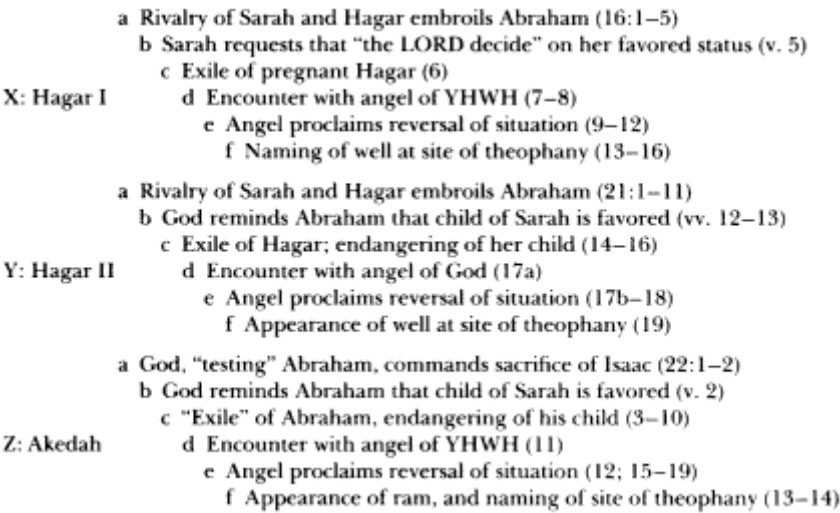 a Rivalry of Sarah and Hagar embroils Abraham (16:1–5)
b Sarah requests that “the LORD decide” on her favored status (v. 5)
c Exile of pregnant Hagar (6)
X: Hagar I d Encounter with angel of YHWH (7–8)
e Angel proclaims reversal of situation (9–12)
f Naming of well at site of theophany (13–16)
a Rivalry of Sarah and Hagar embroils Abraham (21:1–11)
b God reminds Abraham that child of Sarah is favored (vv. 12–13)
c Exile of Hagar; endangering of her child (14–16)
Y: Hagar II d Encounter with angel of God (17a)
e Angel proclaims reversal of situation (17b–18)
f Appearance of well at site of theophany (19)
a God, “testing” Abraham, commands sacrifice of Isaac (22:1–2)
b God reminds Abraham that child of Sarah is favored (v. 2)
c “Exile” of Abraham, endangering of his child (3–10)
Z: Akedah d Encounter with angel of YHWH (11)
e Angel proclaims reversal of situation (12; 15–19)
f Appearance of ram, and naming of site of theophany (13–14)